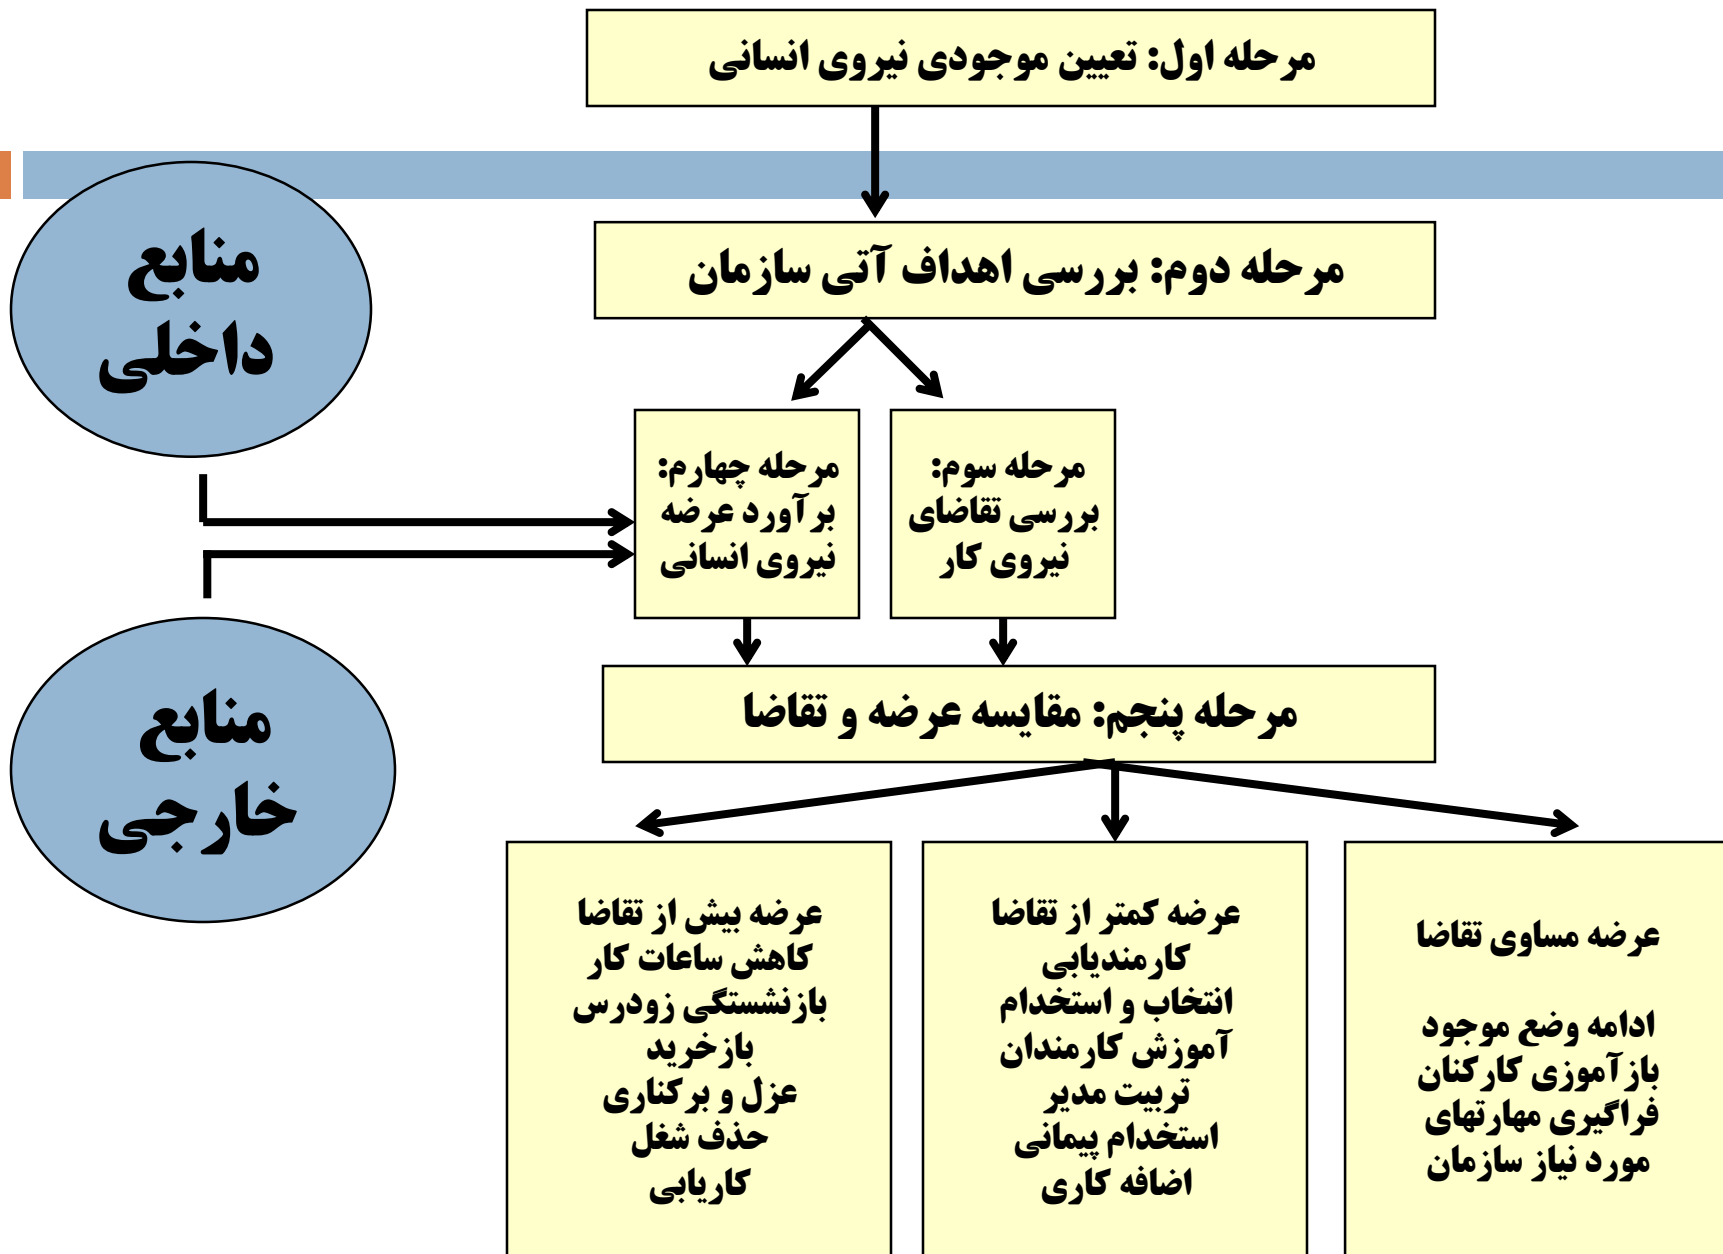 مرحله اول: تعیین موجودی نیروی انسانی
مرحله دوم: بررسی اهداف آتی سازمان
منابع
داخلی
مرحله سوم:
بررسی تقاضای
نیروی کار
مرحله چهارم:
برآورد عرضه
نیروی انسانی
منابع
خارجی
مرحله پنجم: مقایسه عرضه و تقاضا
عرضه مساوی تقاضا
ادامه وضع موجود
بازآموزی کارکنان
فراگیری مهارتهای
مورد نیاز سازمان
عرضه کمتر از تقاضا
کارمندیابی
انتخاب و استخدام
آموزش کارمندان
تربیت مدیر
استخدام پیمانی
اضافه کاری
عرضه بیش از تقاضا
کاهش ساعات کار
بازنشستگی زودرس
بازخرید
عزل و برکناری
حذف شغل
کاریابی